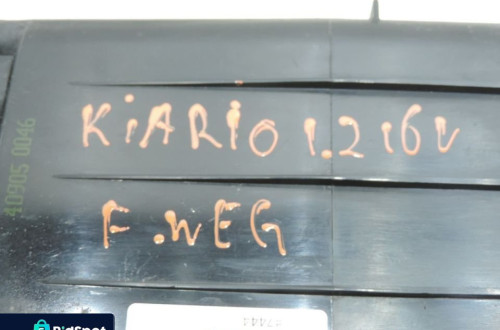 KiARiO 1.2 16V
F.WEG
40905 0046
BidSpot